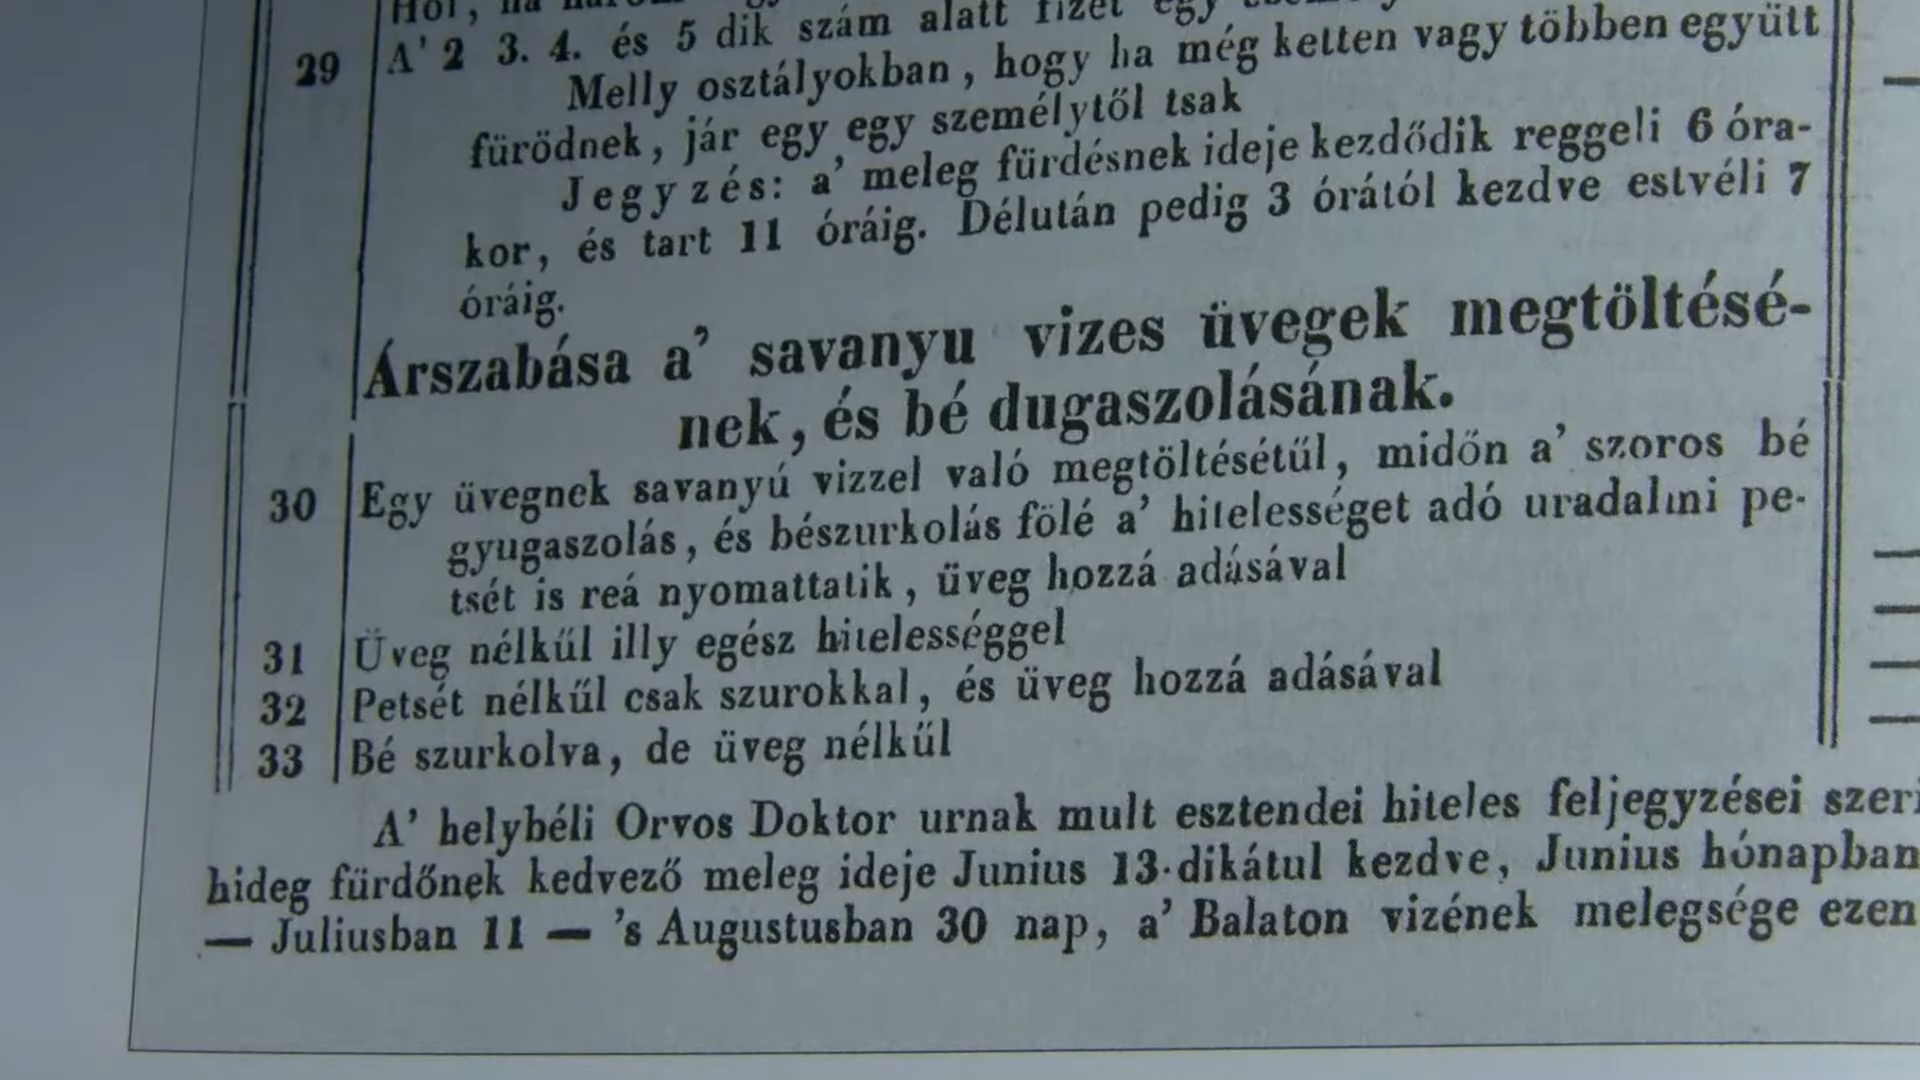 29 A' 2 3. 4. és 5 dik szám alatt fizet egy
Melly osztályokban, hogy ha még ketten vagy többen együtt
fürödnek, jár egy egy személytől tsak
Jegyzés: a' meleg fürdésnek ideje kezdődik reggeli 6 óra-
kor, és tart 11 óráig. Délután pedig 3 órától kezdve estvéli 7
óráig.
Árszabása a' savanyu vizes üvegek megtöltésé-
nek, és bé dugaszolásának.
30 Egy üvegnek savanyú vizzel való megtöltésétűl, midőn a' szoros bé
gyugaszolás, és bészurkolás fölé a' hitelességet adó uradalmi pe-
tsét is reá nyomattatik, üveg hozzá adásával
31 Üveg nélkűl illy egész hitelességgel
32 Petsét nélkűl csak szurokkal, és üveg hozzá adásával
33 Bé szurkolva, de üveg nélkűl
A' helybéli Orvos Doktor urnak mult esztendei hiteles feljegyzései szeri
hideg fürdőnek kedvező meleg ideje Junius 13-dikátul kezdve, Junius hónapban
— Juliusban 11 — 's Augustusban 30 nap, a' Balaton vizének melegsége ezen